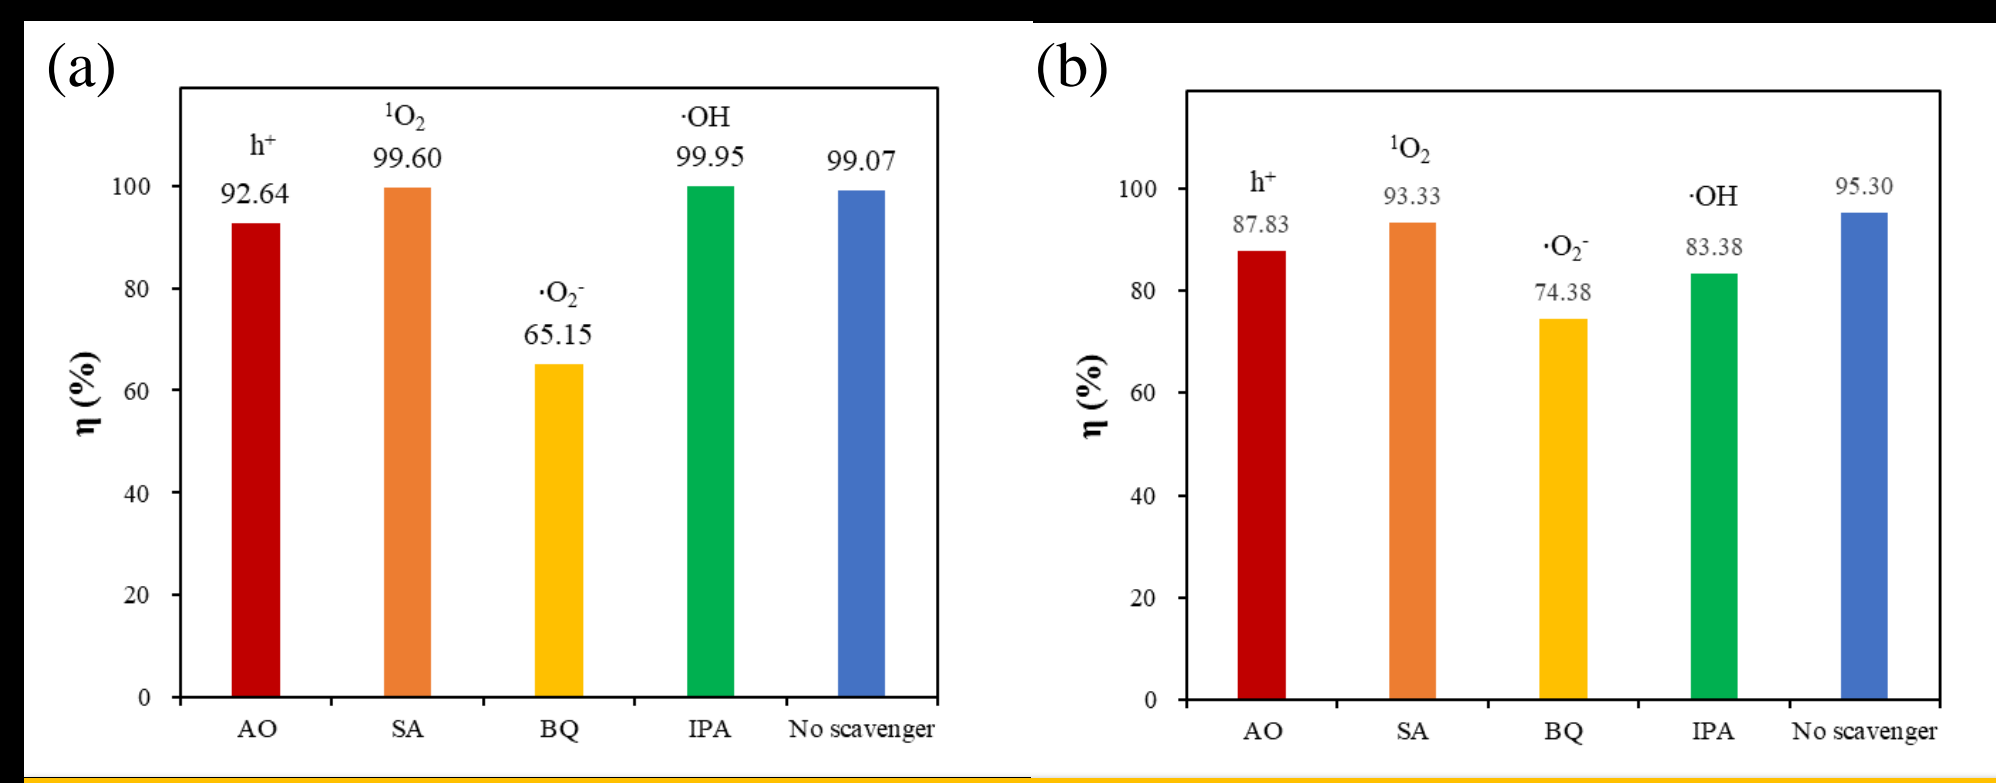 (a)
h⁺
92.64
¹O₂
99.60
·O₂⁻
65.15
·OH
99.95
99.07
100
80
60
40
20
0
η (%)
AO SA BQ IPA No scavenger
(b)
h⁺
87.83
¹O₂
93.33
·O₂⁻
74.38
·OH
83.38
95.30
100
80
60
40
20
0
η (%)
AO SA BQ IPA No scavenger